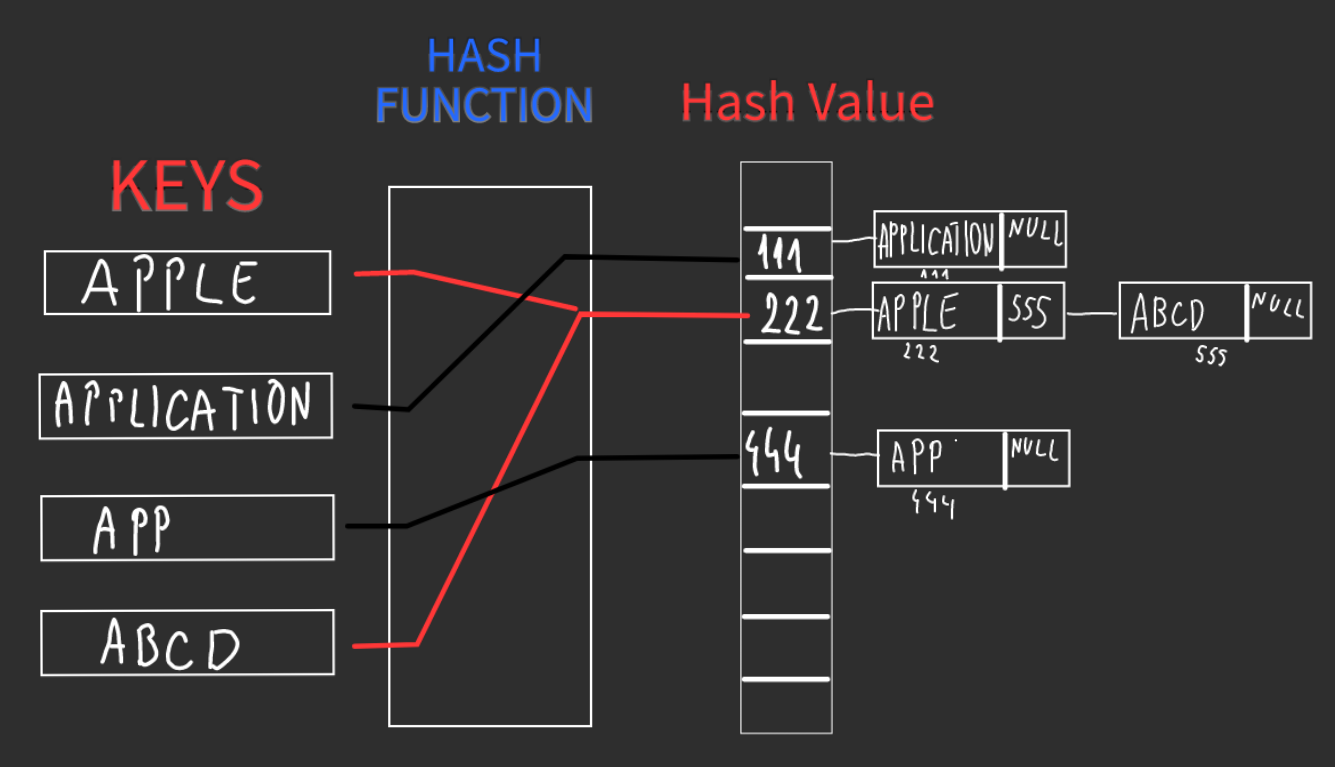 HASH
FUNCTION
Hash Value
KEYS
APPLE
APPLICATION
APP
ABCD
111
222
444
APPLICATION NULL
111
APPLE 555
222
ABCD NULL
555
APP NULL
444